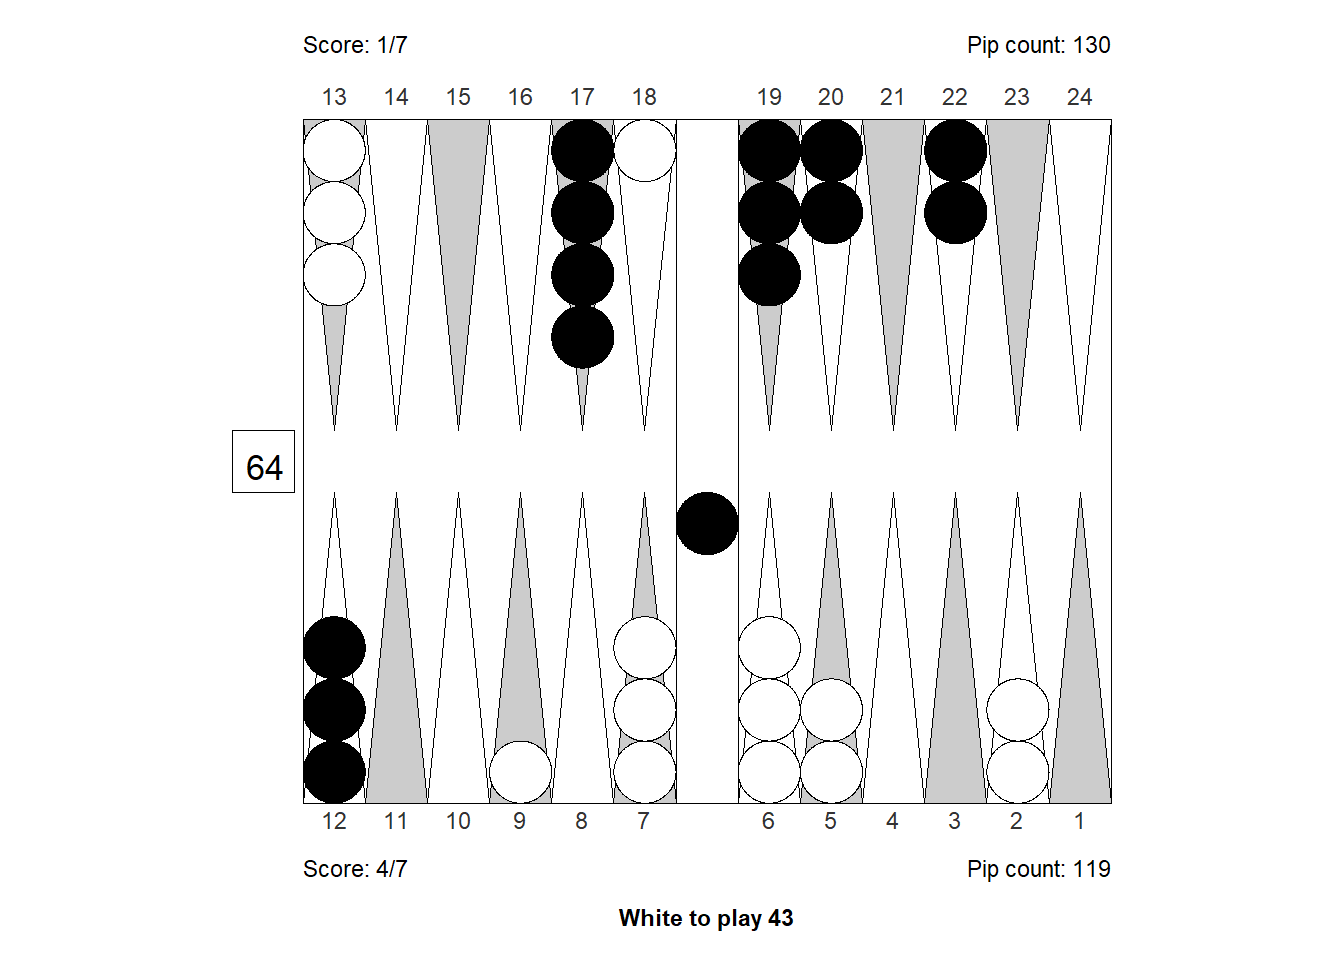 Score: 1/7 Pip count: 130
13 14 15 16 17 18 19 20 21 22 23 24
64
12 11 10 9 8 7 6 5 4 3 2 1
Score: 4/7 Pip count: 119
White to play 43